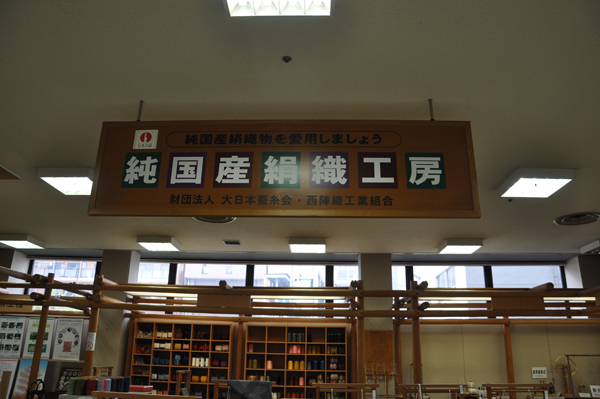 純国産絹織物を愛用しましょう
純国産絹織工房
財団法人 大日本蚕糸会・西陣織工業組合